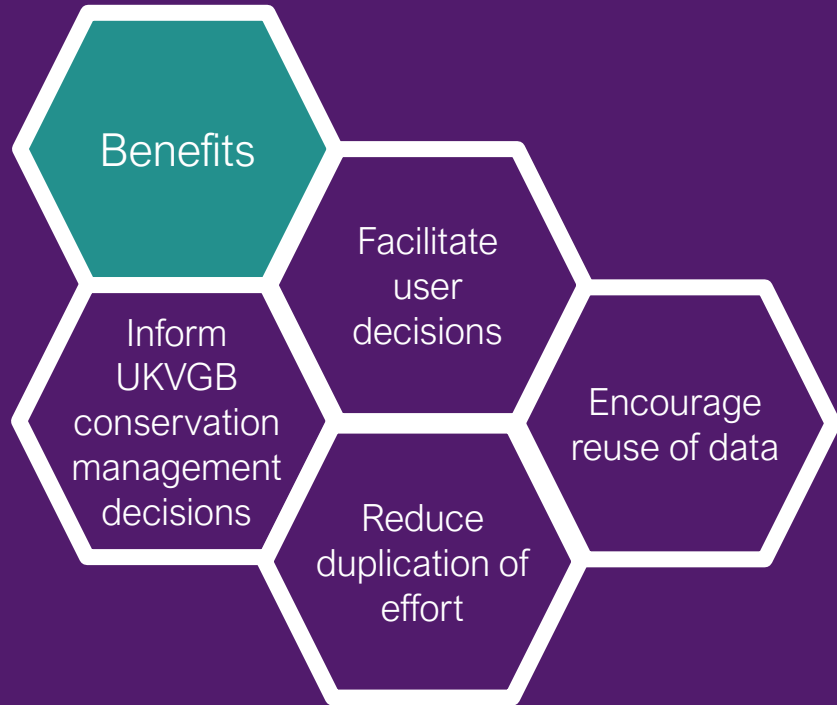 Benefits
Facilitate
user
decisions
Inform
UKVGB
conservation
management
decisions
Encourage
reuse of data
Reduce
duplication of
effort